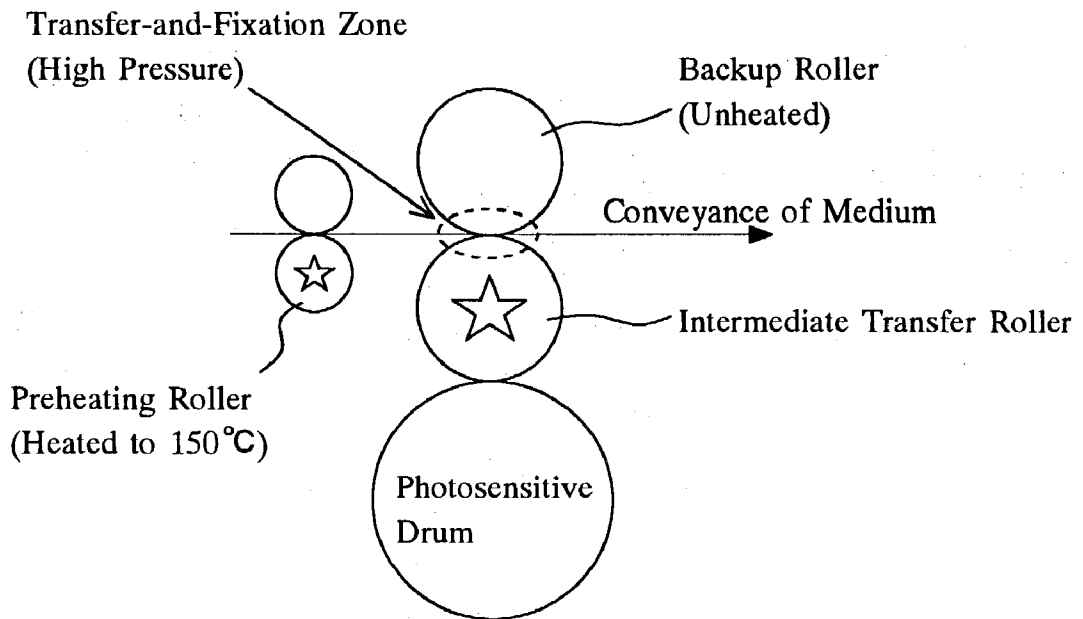 Transfer-and-Fixation Zone
(High Pressure)
Backup Roller
(Unheated)
Conveyance of Medium
Intermediate Transfer Roller
Preheating Roller
(Heated to 150°C)
Photosensitive
Drum